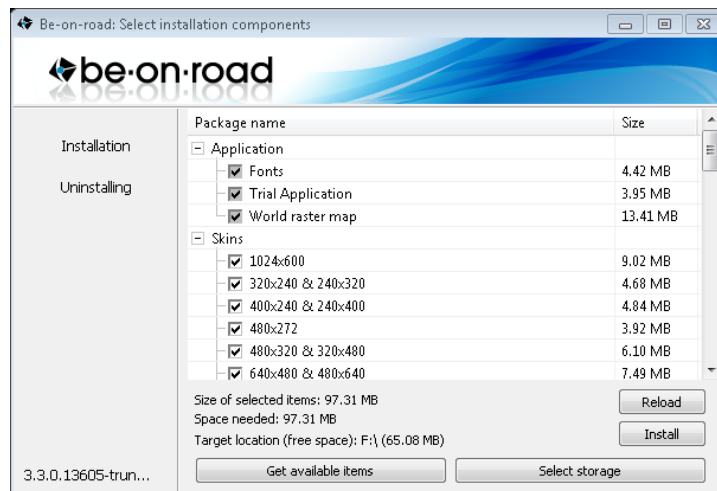 Be-on-road: Select installation components
be·on·road
Package name Size
Installation
Uninstalling
Application
Fonts 4.42 MB
Trial Application 3.95 MB
World raster map 13.41 MB
Skins
1024x600 9.02 MB
320x240 & 240x320 4.68 MB
400x240 & 240x400 4.84 MB
480x272 3.92 MB
480x320 & 320x480 6.10 MB
640x480 & 480x640 7.49 MB
Size of selected items: 97.31 MB
Space needed: 97.31 MB
Target location (free space): F:\ (65.08 MB)
Reload
Install
Get available items Select storage
3.3.0.13605-trun...